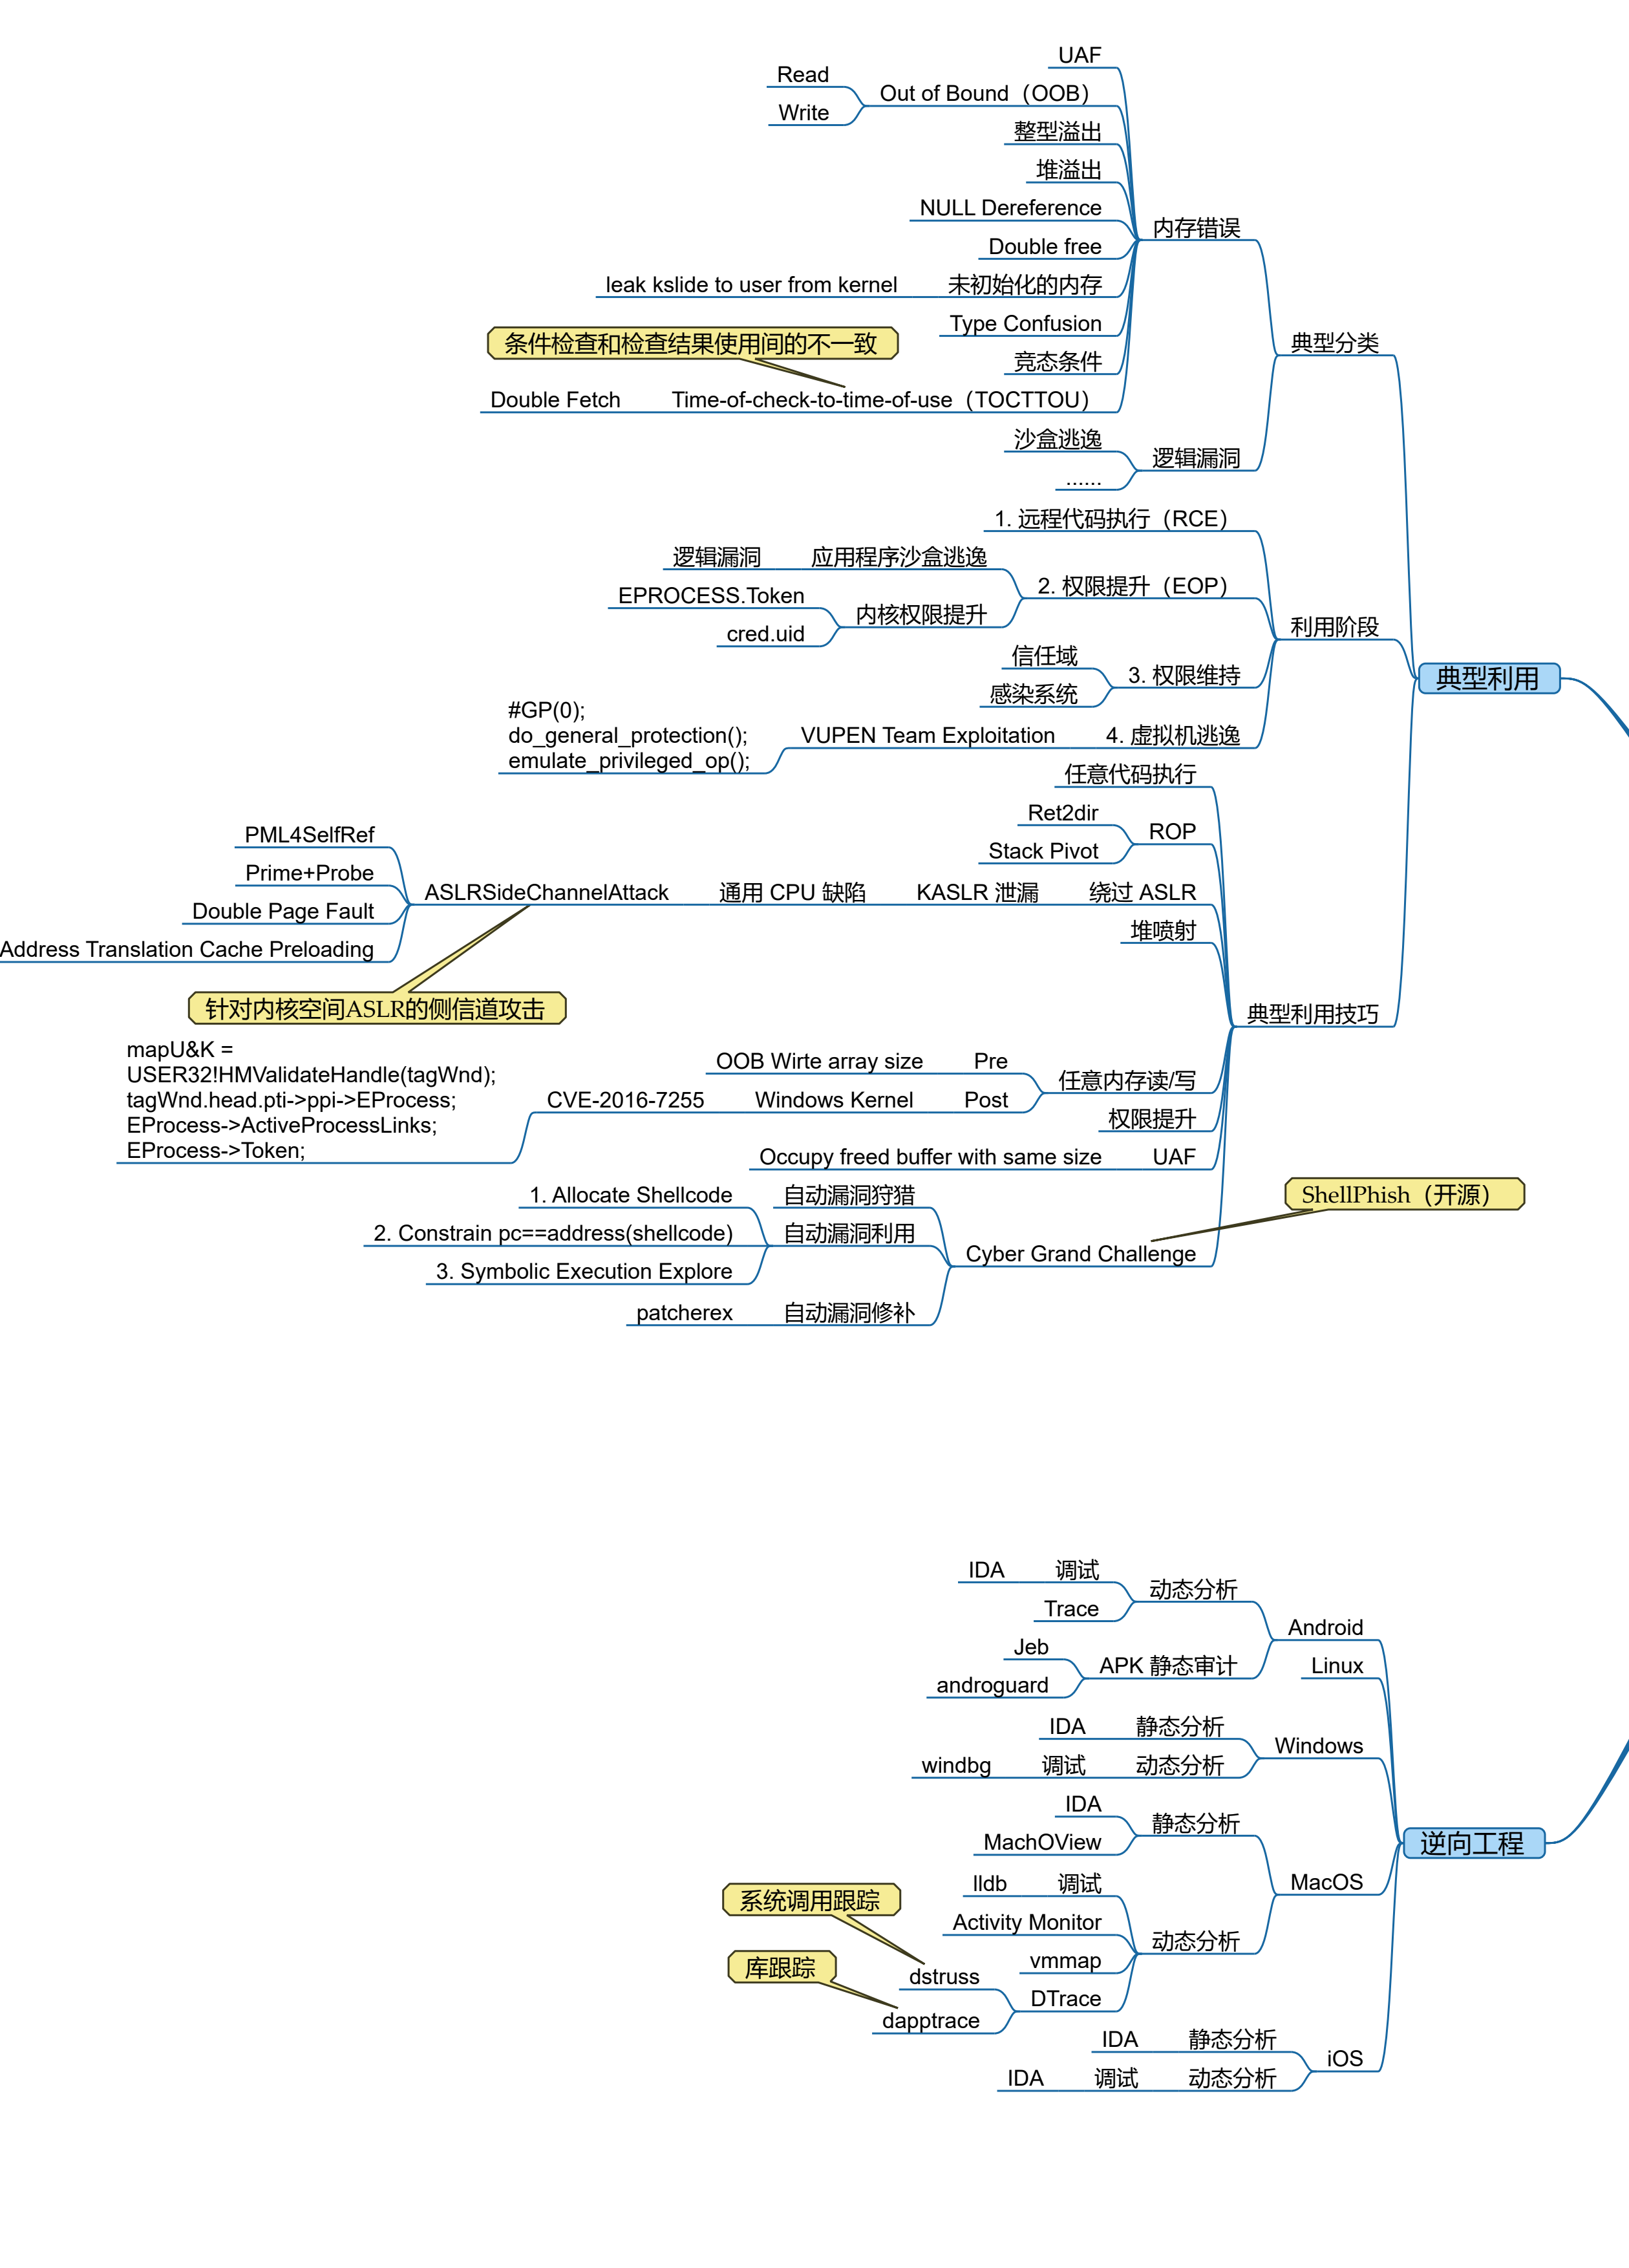 UAF
Read
Out of Bound（OOB）
Write
整型溢出
堆溢出
NULL Dereference
内存错误
Double free
leak kslide to user from kernel
未初始化的内存
Type Confusion
条件检查和检查结果使用间的不一致
典型分类
竞态条件
Double Fetch
Time-of-check-to-time-of-use（TOCTTOU）
沙盒逃逸
逻辑漏洞
......
1. 远程代码执行（RCE）
逻辑漏洞
应用程序沙盒逃逸
2. 权限提升（EOP）
EPROCESS.Token
内核权限提升
cred.uid
利用阶段
信任域
3. 权限维持
感染系统
典型利用
#GP(0);
do_general_protection();
emulate_privileged_op();
VUPEN Team Exploitation
4. 虚拟机逃逸
任意代码执行
Ret2dir
ROP
Stack Pivot
PML4SelfRef
Prime+Probe
Double Page Fault
Address Translation Cache Preloading
ASLRSideChannelAttack
通用 CPU 缺陷
KASLR 泄漏
绕过 ASLR
堆喷射
针对内核空间ASLR的侧信道攻击
典型利用技巧
mapU&K =
USER32!HMValidateHandle(tagWnd);
tagWnd.head.pti->ppi->EProcess;
EProcess->ActiveProcessLinks;
EProcess->Token;
OOB Wirte array size
Pre
任意内存读/写
CVE-2016-7255
Windows Kernel
Post
权限提升
Occupy freed buffer with same size
UAF
ShellPhish（开源）
1. Allocate Shellcode
自动漏洞狩猎
2. Constrain pc==address(shellcode)
自动漏洞利用
Cyber Grand Challenge
3. Symbolic Execution Explore
patcherex
自动漏洞修补
IDA
调试
动态分析
Trace
Android
Jeb
APK 静态审计
androguard
Linux
IDA
静态分析
Windows
windbg
调试
动态分析
IDA
静态分析
MachOView
逆向工程
MacOS
lldb
调试
系统调用跟踪
Activity Monitor
动态分析
vmmap
库跟踪
dstruss
DTrace
dapptrace
IDA
静态分析
iOS
IDA
调试
动态分析